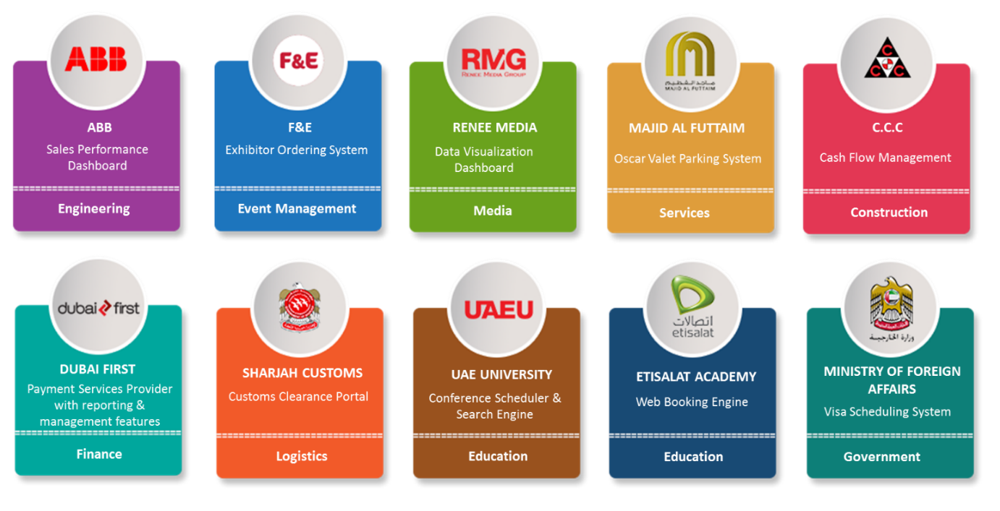 ABB
ABB
Sales Performance
Dashboard
Engineering
F&E
F&E
Exhibitor Ordering System
Event Management
RMG
RENEE MEDIA GROUP
RENEE MEDIA
Data Visualization
Dashboard
Media
ماجد الفطيم
MAJID AL FUTTAIM
MAJID AL FUTTAIM
Oscar Valet Parking System
Services
C
C C
C.C.C
Cash Flow Management
Construction
dubai first
DUBAI FIRST
Payment Services Provider
with reporting &
management features
Finance
SHARJAH CUSTOMS
Customs Clearance Portal
Logistics
UAEU
UAE UNIVERSITY
Conference Scheduler &
Search Engine
Education
اتصالات
etisalat
ETISALAT ACADEMY
Web Booking Engine
Education
وزارة الخارجية
MINISTRY OF FOREIGN
AFFAIRS
Visa Scheduling System
Government